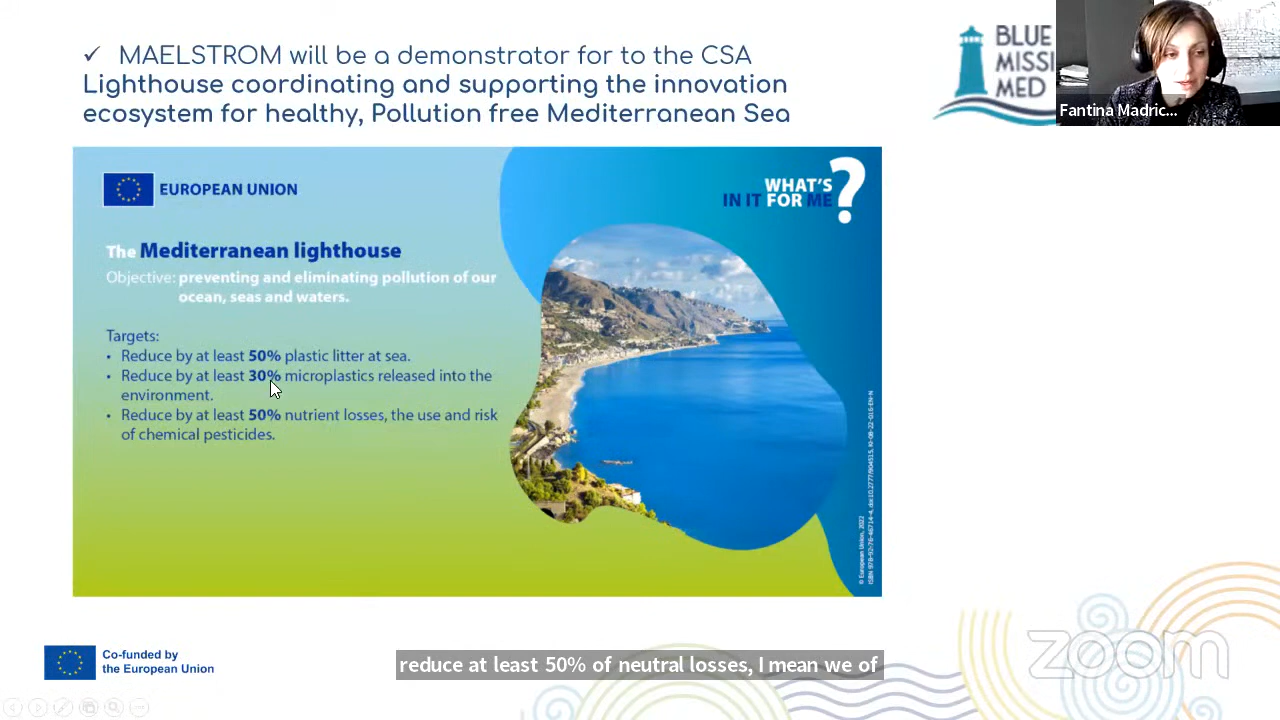 ✓ MAELSTROM will be a demonstrator for to the CSA
Lighthouse coordinating and supporting the innovation
ecosystem for healthy, Pollution free Mediterranean Sea
BLUE
MISSI
MED
Fantina Madric...
EUROPEAN UNION
WHAT'S
IN IT FOR ME ?
The Mediterranean lighthouse
Objective: preventing and eliminating pollution of our
ocean, seas and waters.
Targets:
• Reduce by at least 50% plastic litter at sea.
• Reduce by at least 30% microplastics released into the
environment.
• Reduce by at least 50% nutrient losses, the use and risk
of chemical pesticides.
© European Union, 2022
Co-funded by
the European Union
reduce at least 50% of neutral losses, I mean we of
zoom